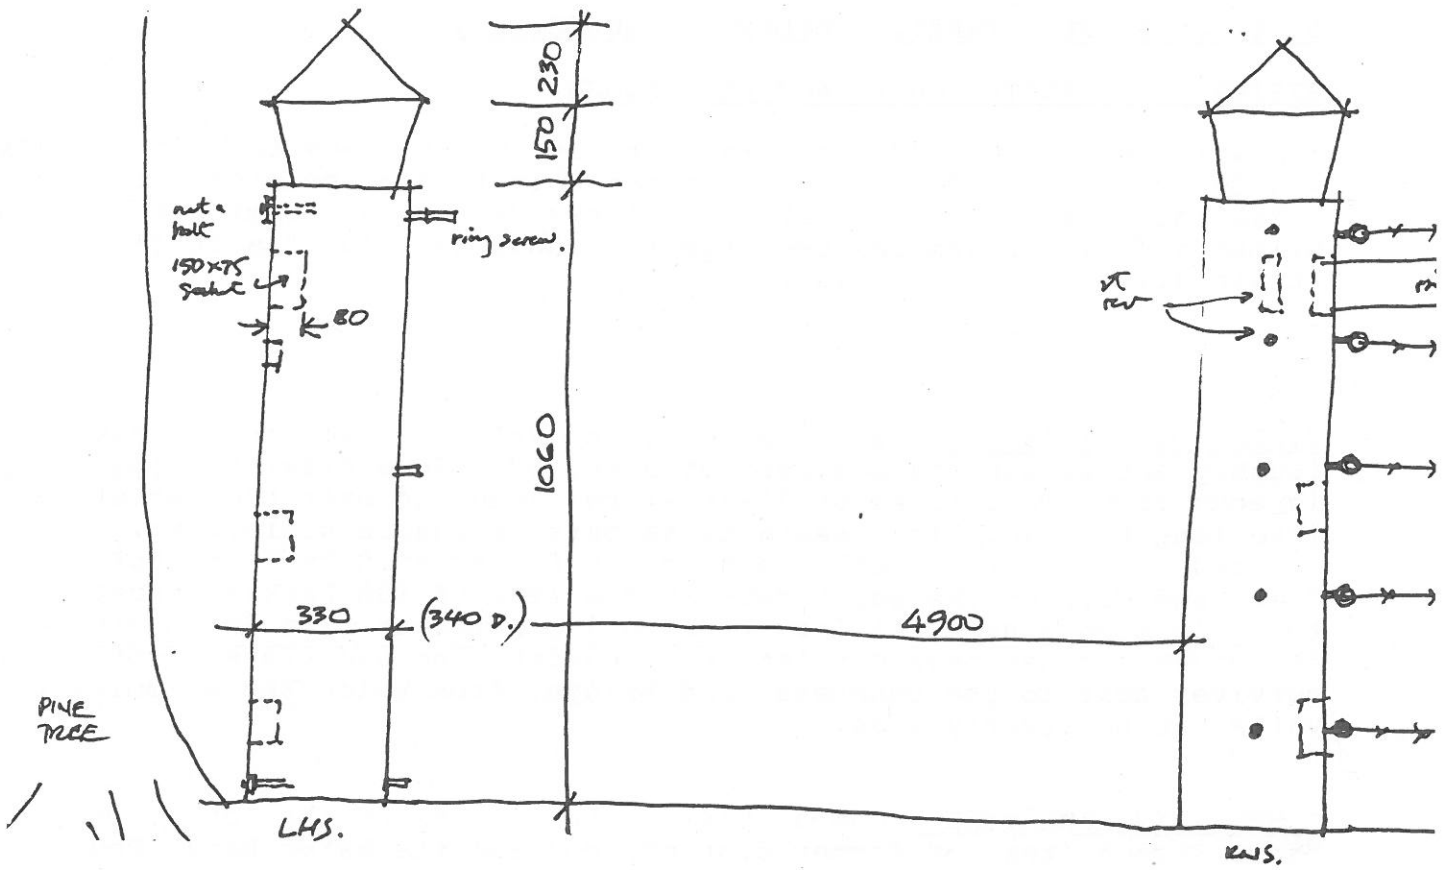 230
150
nut &
bolt
ring screw.
150x75
socket
80
1060
330
(340 D.)
4900
PINE
TREE
LHS.
RHS.